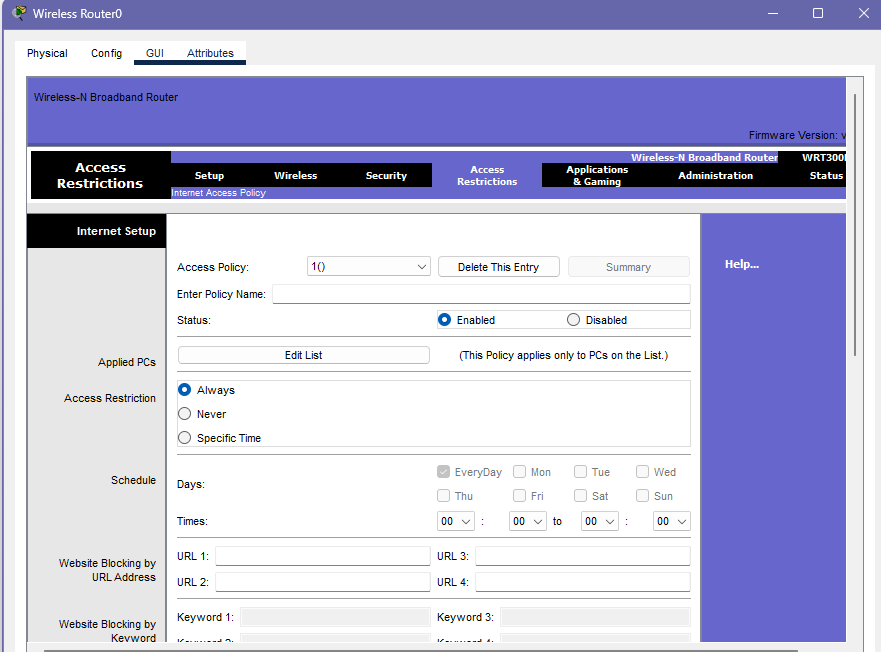 Wireless Router0
Physical Config GUI Attributes
Wireless-N Broadband Router
Firmware Version: v
Wireless-N Broadband Router WRT300
Access Restrictions
Setup Wireless Security Access Restrictions Applications & Gaming Administration Status
Internet Access Policy
Internet Setup
Help...
Access Policy: 1() Delete This Entry Summary
Enter Policy Name:
Status: Enabled Disabled
Applied PCs Edit List (This Policy applies only to PCs on the List.)
Access Restriction Always
Never
Specific Time
Schedule
Days: EveryDay Mon Tue Wed
Thu Fri Sat Sun
Times: 00 : 00 to 00 : 00
Website Blocking by URL Address
URL 1: URL 3:
URL 2: URL 4:
Website Blocking by Keyword
Keyword 1: Keyword 3: